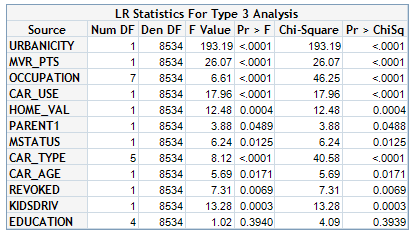 LR Statistics For Type 3 Analysis
Source Num DF Den DF F Value Pr > F Chi-Square Pr > ChiSq
URBANICITY 1 8534 193.19 <.0001 193.19 <.0001
MVR_PTS 1 8534 26.07 <.0001 26.07 <.0001
OCCUPATION 7 8534 6.61 <.0001 46.25 <.0001
CAR_USE 1 8534 17.96 <.0001 17.96 <.0001
HOME_VAL 1 8534 12.48 0.0004 12.48 0.0004
PARENT1 1 8534 3.88 0.0489 3.88 0.0488
MSTATUS 1 8534 6.24 0.0125 6.24 0.0125
CAR_TYPE 5 8534 8.12 <.0001 40.58 <.0001
CAR_AGE 1 8534 5.69 0.0171 5.69 0.0171
REVOKED 1 8534 7.31 0.0069 7.31 0.0069
KIDSDRIV 1 8534 13.28 0.0003 13.28 0.0003
EDUCATION 4 8534 1.02 0.3940 4.09 0.3939